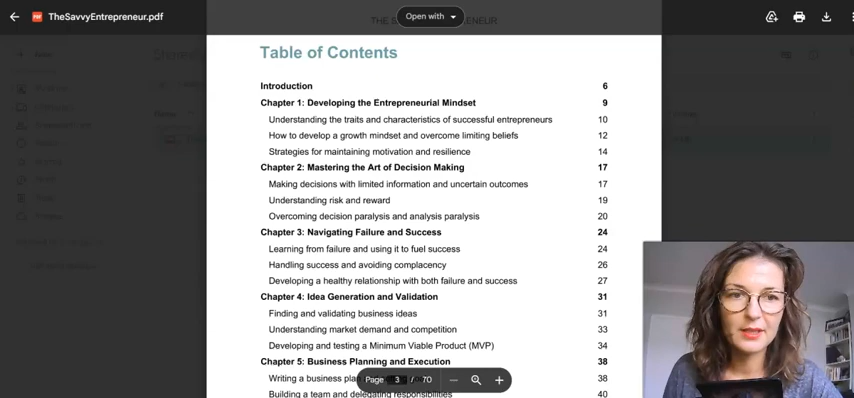 TheSavvyEntrepreneur.pdf
Open with
Table of Contents
Introduction 6
Chapter 1: Developing the Entrepreneurial Mindset 9
Understanding the traits and characteristics of successful entrepreneurs 10
How to develop a growth mindset and overcome limiting beliefs 12
Strategies for maintaining motivation and resilience 14
Chapter 2: Mastering the Art of Decision Making 17
Making decisions with limited information and uncertain outcomes 17
Understanding risk and reward 19
Overcoming decision paralysis and analysis paralysis 20
Chapter 3: Navigating Failure and Success 24
Learning from failure and using it to fuel success 24
Handling success and avoiding complacency 26
Developing a healthy relationship with both failure and success 27
Chapter 4: Idea Generation and Validation 31
Finding and validating business ideas 31
Understanding market demand and competition 33
Developing and testing a Minimum Viable Product (MVP) 34
Chapter 5: Business Planning and Execution 38
Writing a business plan 38
Page 3 / 70
Building a team and delegating responsibilities 40